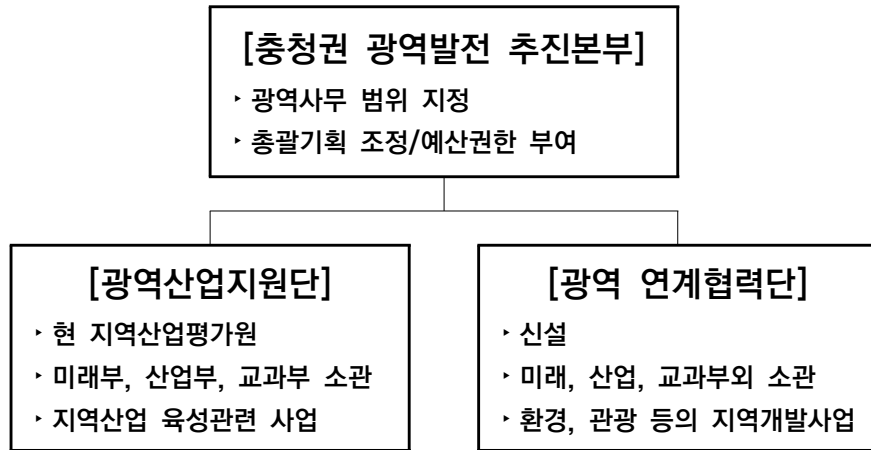 [충청권 광역발전 추진본부]
‣ 광역사무 범위 지정
‣ 총괄기획 조정/예산권한 부여
[광역산업지원단]
‣ 현 지역산업평가원
‣ 미래부, 산업부, 교과부 소관
‣ 지역산업 육성관련 사업
[광역 연계협력단]
‣ 신설
‣ 미래, 산업, 교과부외 소관
‣ 환경, 관광 등의 지역개발사업